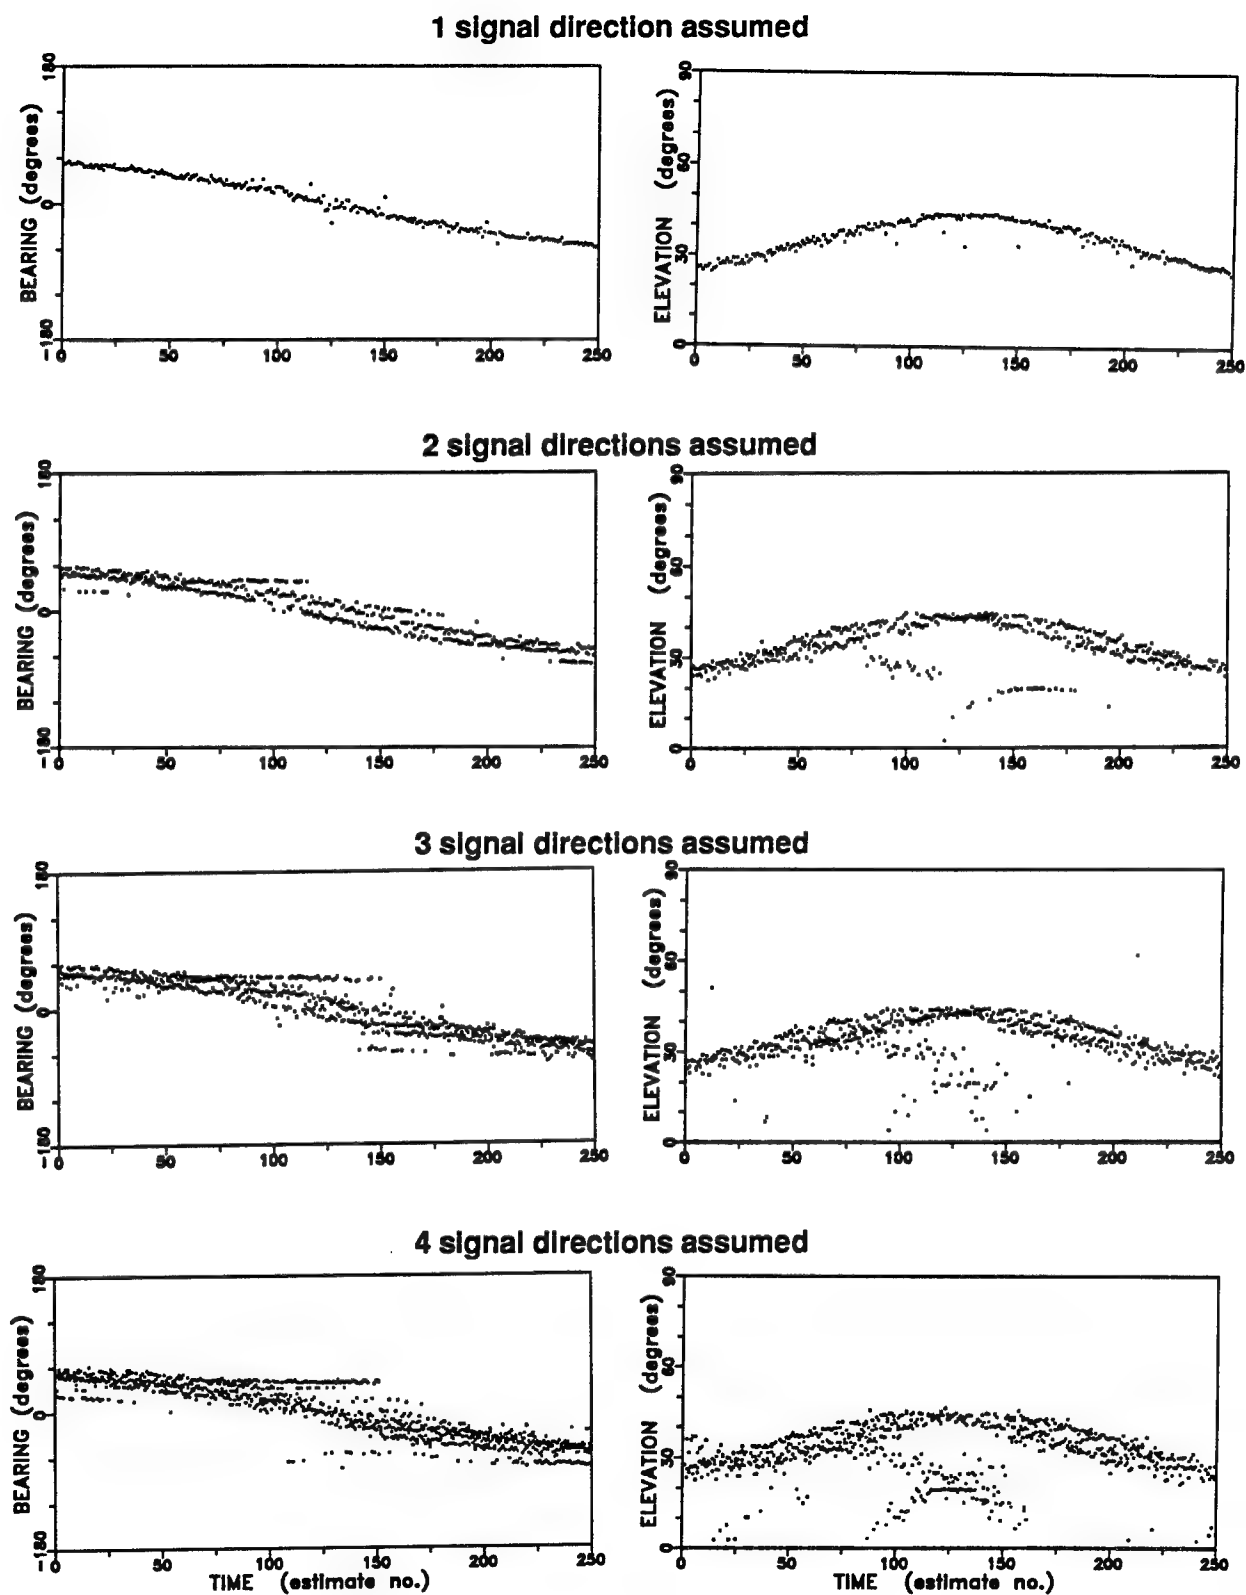 1 signal direction assumed
BEARING (degrees)
180
0
-180
0 50 100 150 200 250
ELEVATION (degrees)
90
60
30
0
0 50 100 150 200 250
2 signal directions assumed
BEARING (degrees)
180
0
-180
0 50 100 150 200 250
ELEVATION (degrees)
90
60
30
0
0 50 100 150 200 250
3 signal directions assumed
BEARING (degrees)
180
0
-180
0 50 100 150 200 250
ELEVATION (degrees)
90
60
30
0
0 50 100 150 200 250
4 signal directions assumed
BEARING (degrees)
180
0
-180
0 50 100 150 200 250
TIME (estimate no.)
ELEVATION (degrees)
90
60
30
0
0 50 100 150 200 250
TIME (estimate no.)